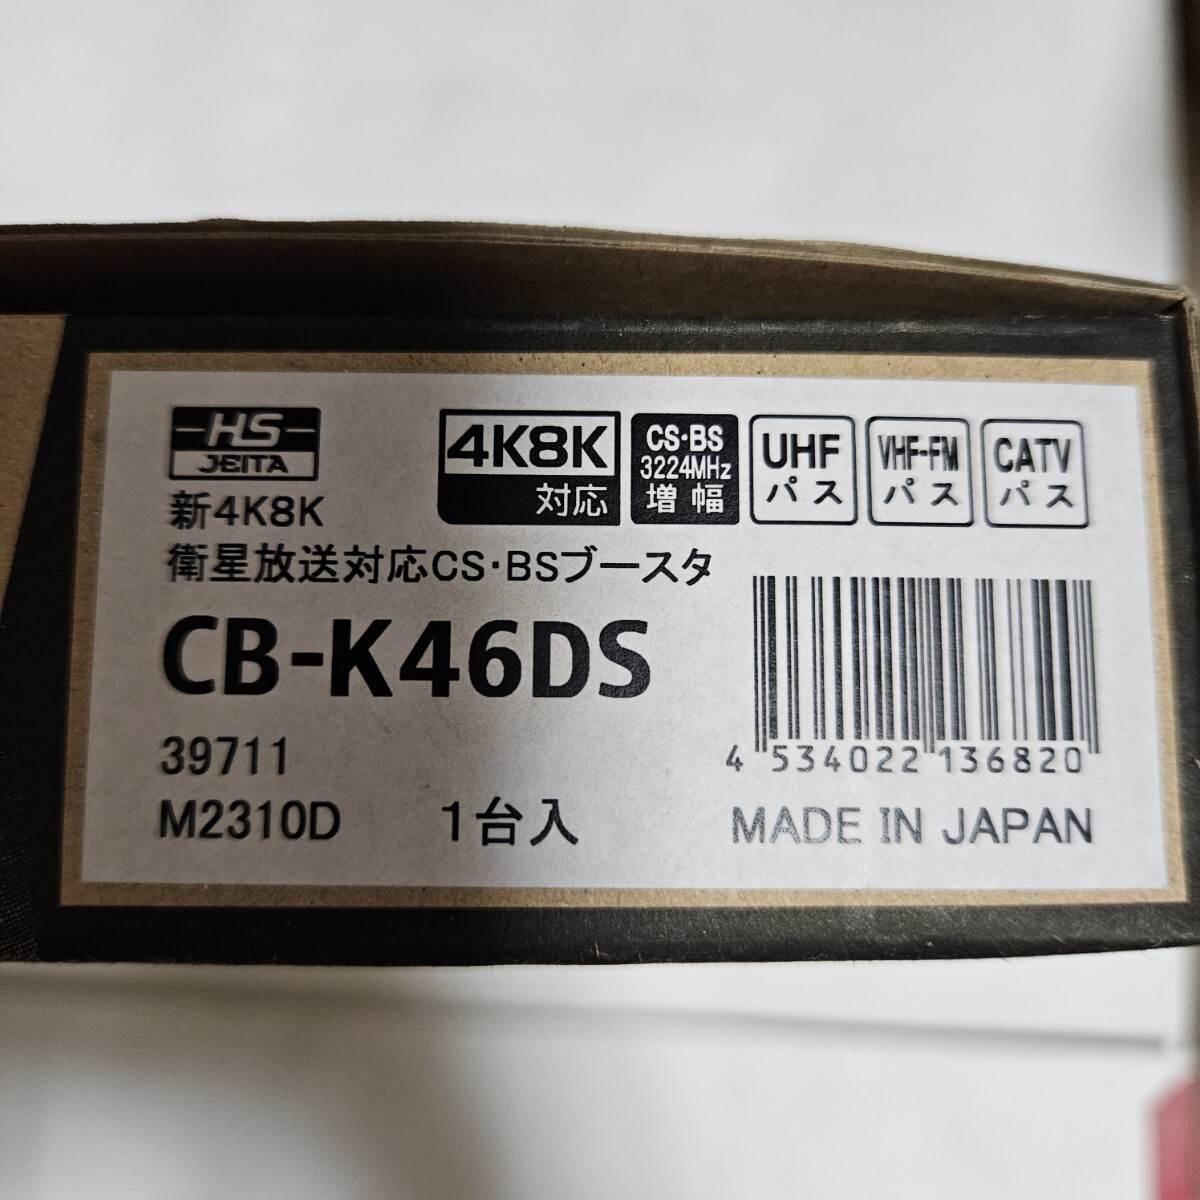 HS
JEITA
新4K8K
4K8K
対応
CS・BS
3224MHz
増幅
UHF
パス
VHF-FM
パス
CATV
パス
衛星放送対応CS・BSブースタ
CB-K46DS
39711
M2310D 1台入
4 534022 136820
MADE IN JAPAN